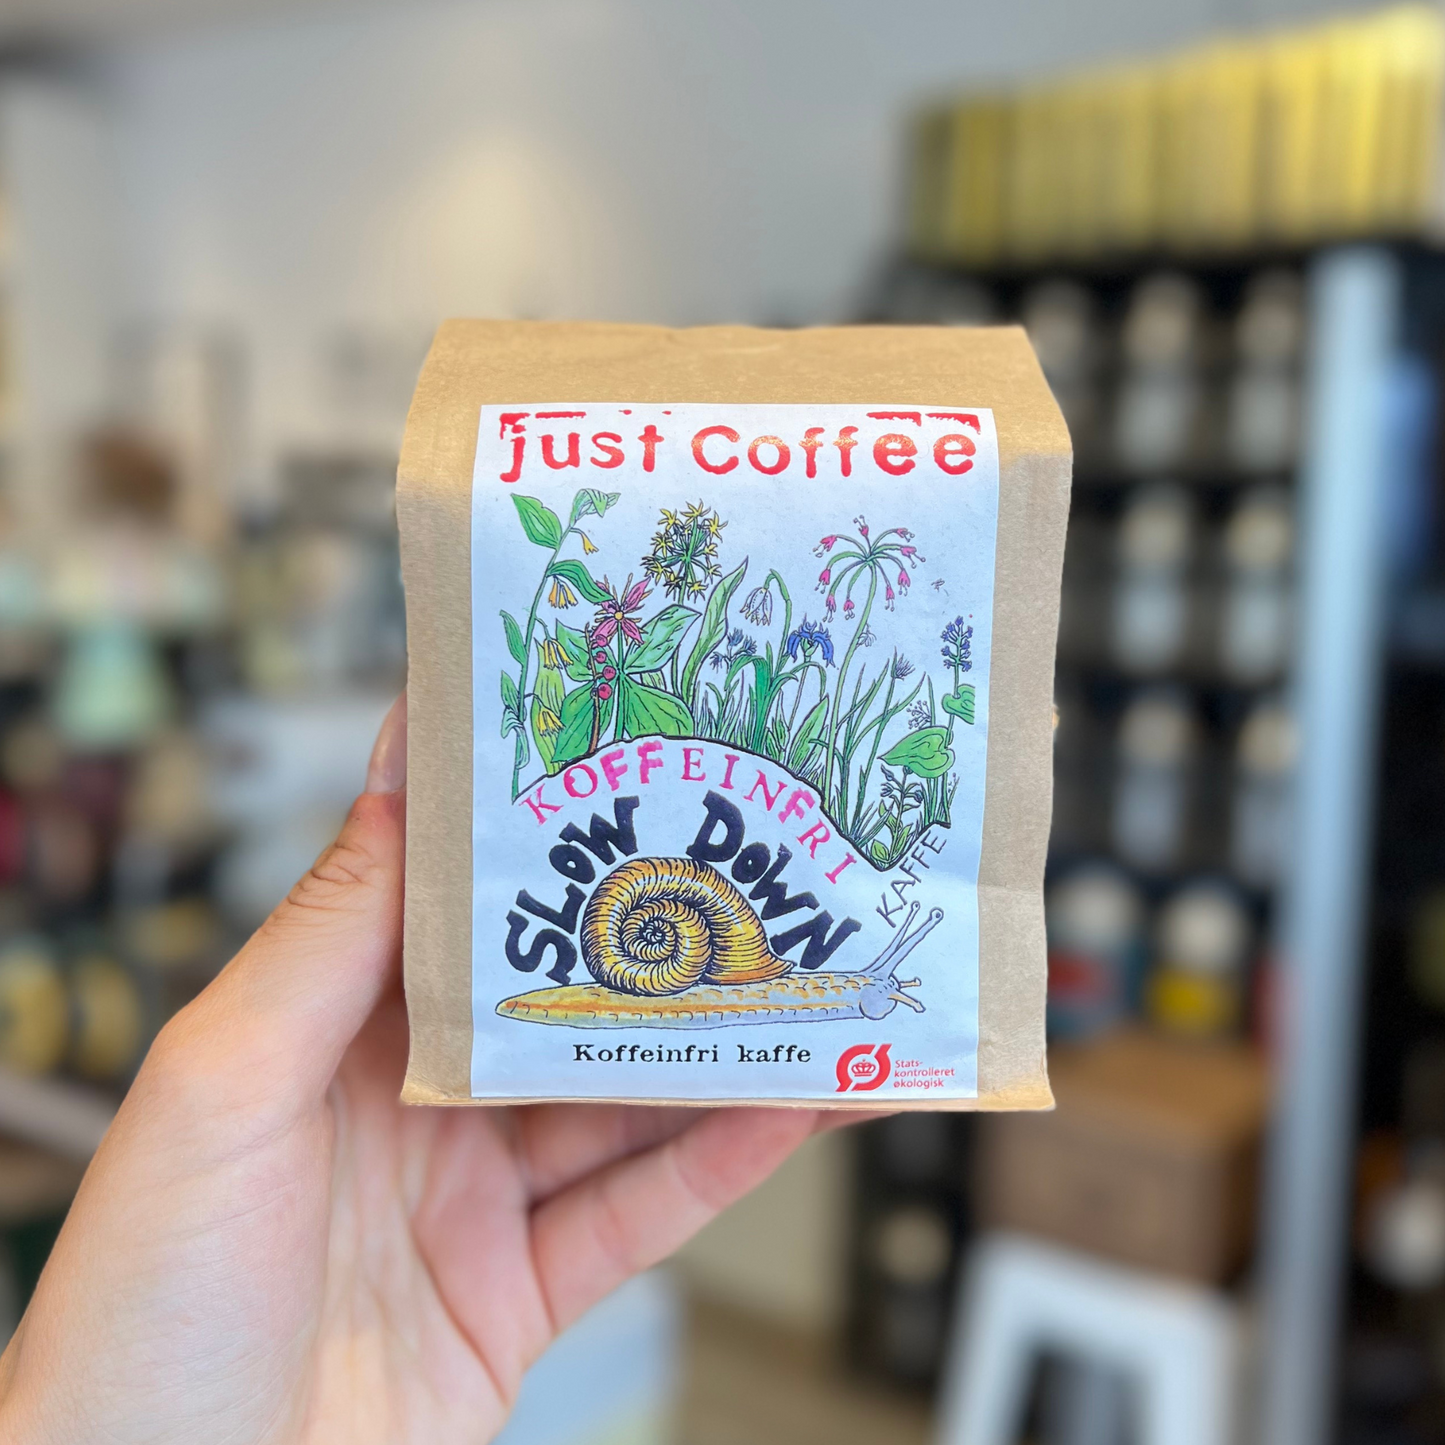 just Coffee
KOFFEINFRI
KAFFE
SLOW DOWN
Koffeinfri kaffe
Stats-
kontrolleret
økologisk